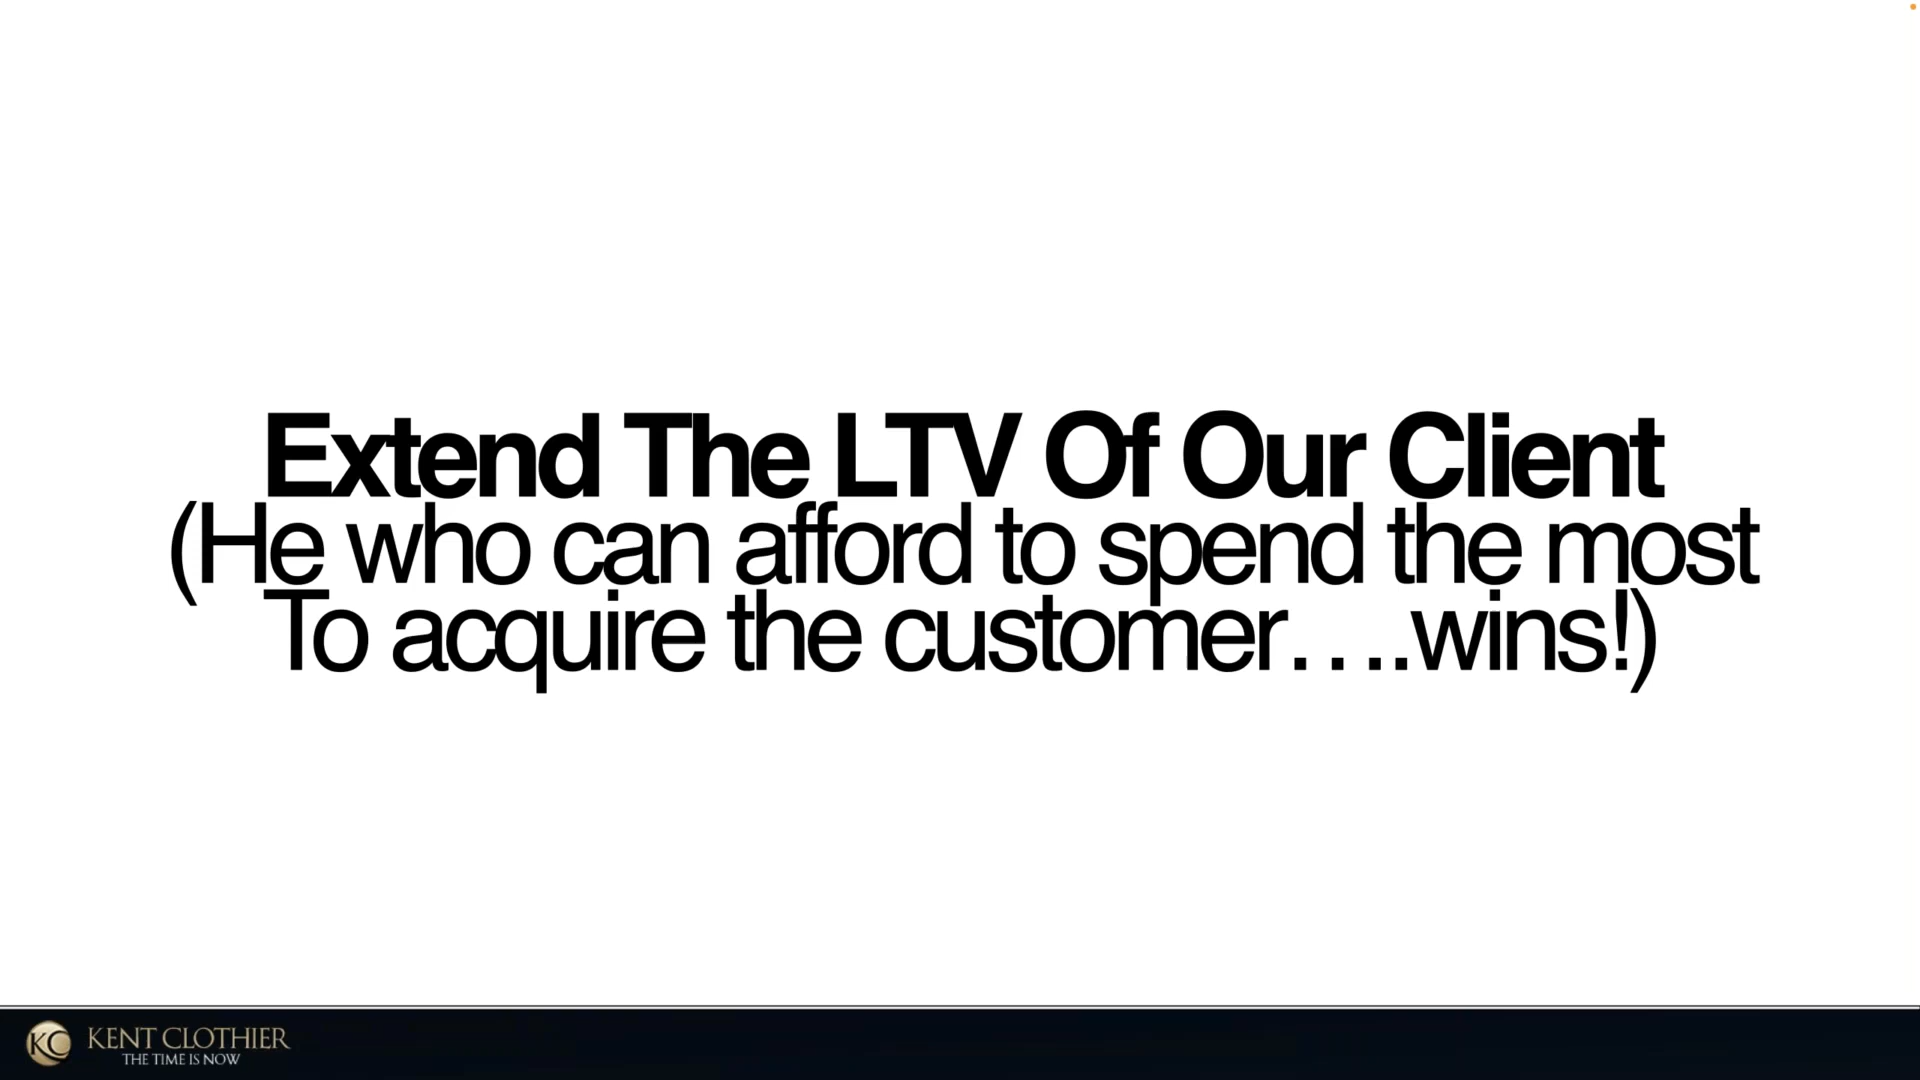 Extend The LTV Of Our Client
(He who can afford to spend the most
To acquire the customer…..wins!)
KC
KENT CLOTHIER
THE TIME IS NOW